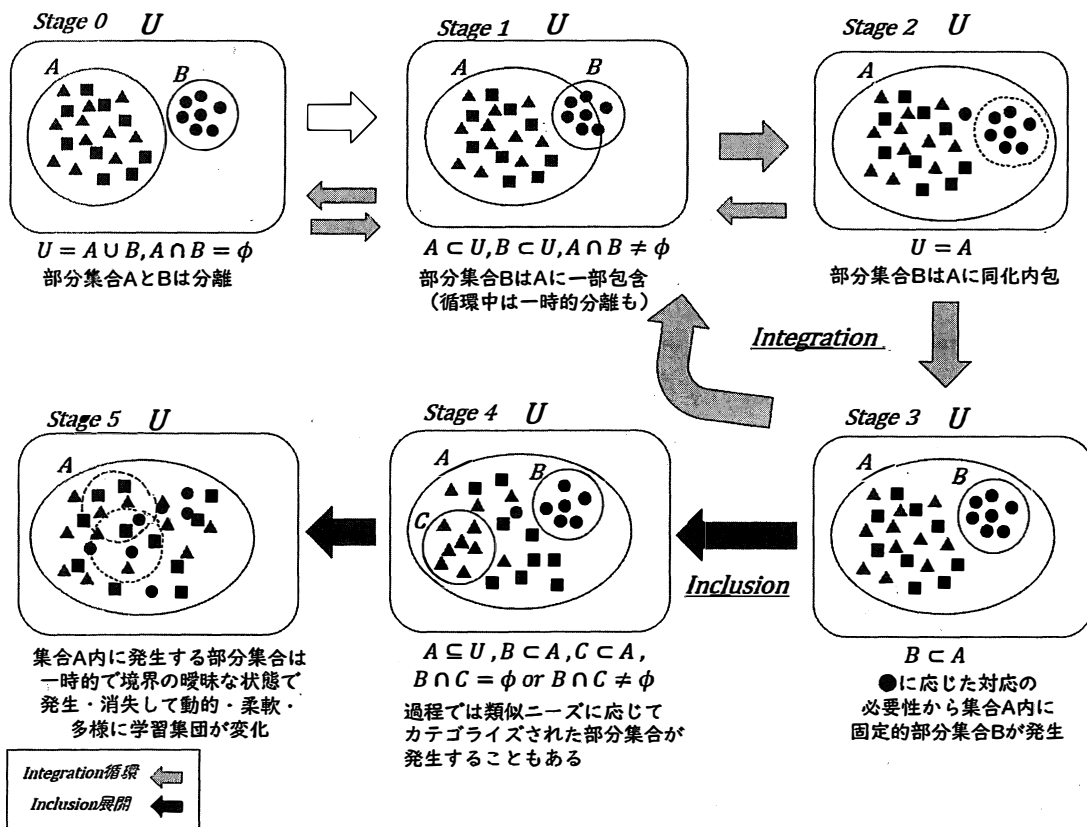 Stage 0 U
A
B
U = A ∪ B, A ∩ B = ϕ
部分集合AとBは分離
Stage 1 U
A
B
A ⊂ U, B ⊂ U, A ∩ B ≠ ϕ
部分集合BはAに一部包含
（循環中は一時的分離も）
Stage 2 U
A
U = A
部分集合BはAに同化内包
Integration
Stage 3 U
A
B
B ⊂ A
●に応じた対応の
必要性から集合A内に
固定的部分集合Bが発生
Inclusion
Stage 4 U
A
B
C
A ⊆ U, B ⊂ A, C ⊂ A,
B ∩ C = ϕ or B ∩ C ≠ ϕ
過程では類似ニーズに応じて
カテゴライズされた部分集合が
発生することもある
Stage 5 U
A
集合A内に発生する部分集合は
一時的で境界の曖昧な状態で
発生・消失して動的・柔軟・
多様に学習集団が変化
Integration循環
Inclusion展開